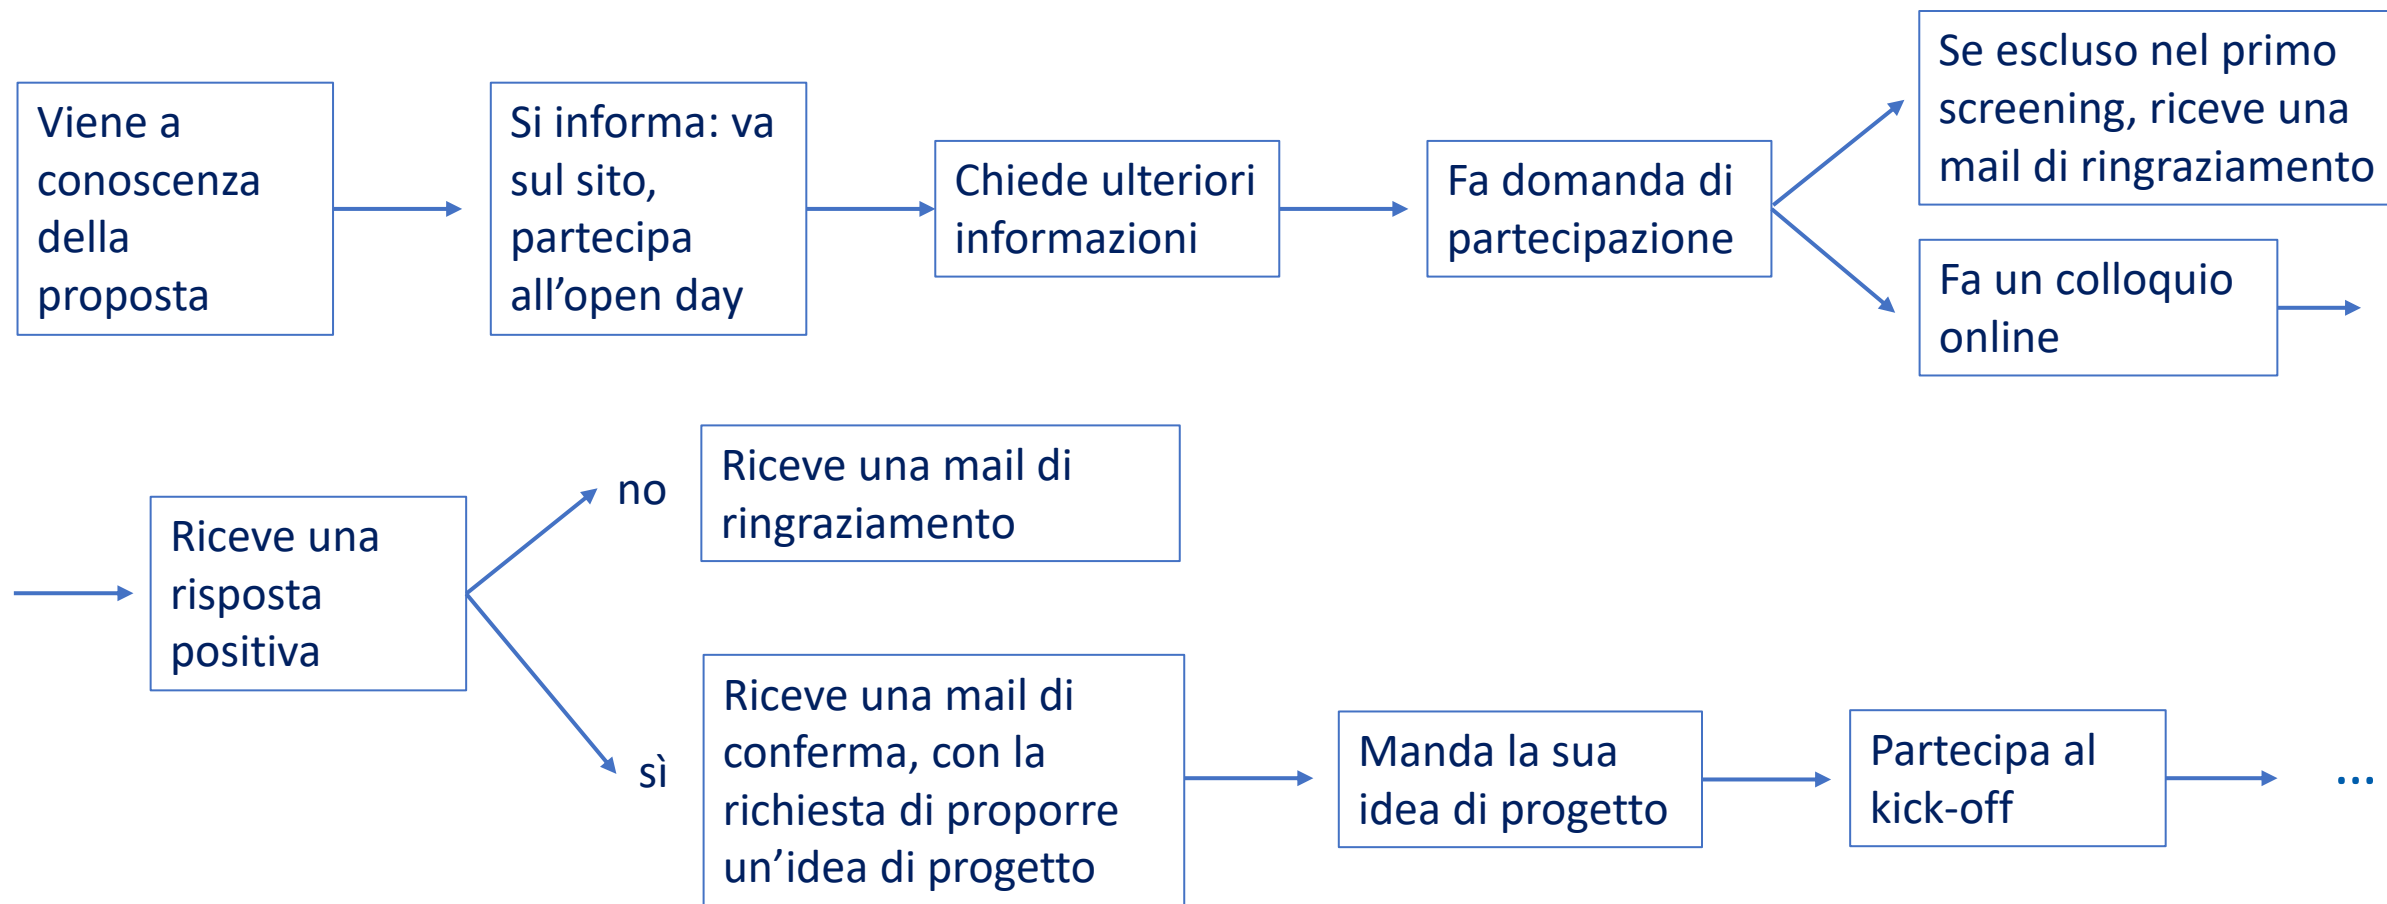 Viene a
conoscenza
della
proposta
Si informa: va
sul sito,
partecipa
all’open day
Chiede ulteriori
informazioni
Fa domanda di
partecipazione
Se escluso nel primo
screening, riceve una
mail di ringraziamento
Fa un colloquio
online
Riceve una
risposta
positiva
no
Riceve una mail di
ringraziamento
sì
Riceve una mail di
conferma, con la
richiesta di proporre
un’idea di progetto
Manda la sua
idea di progetto
Partecipa al
kick-off
...